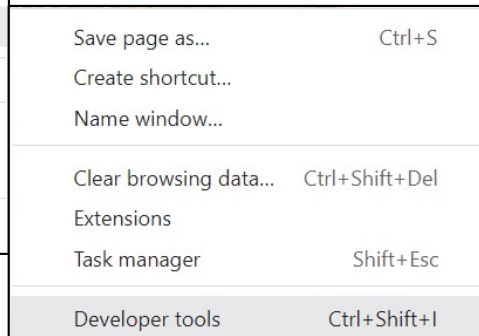 Save page as... Ctrl+S
Create shortcut...
Name window...
Clear browsing data... Ctrl+Shift+Del
Extensions
Task manager Shift+Esc
Developer tools Ctrl+Shift+I